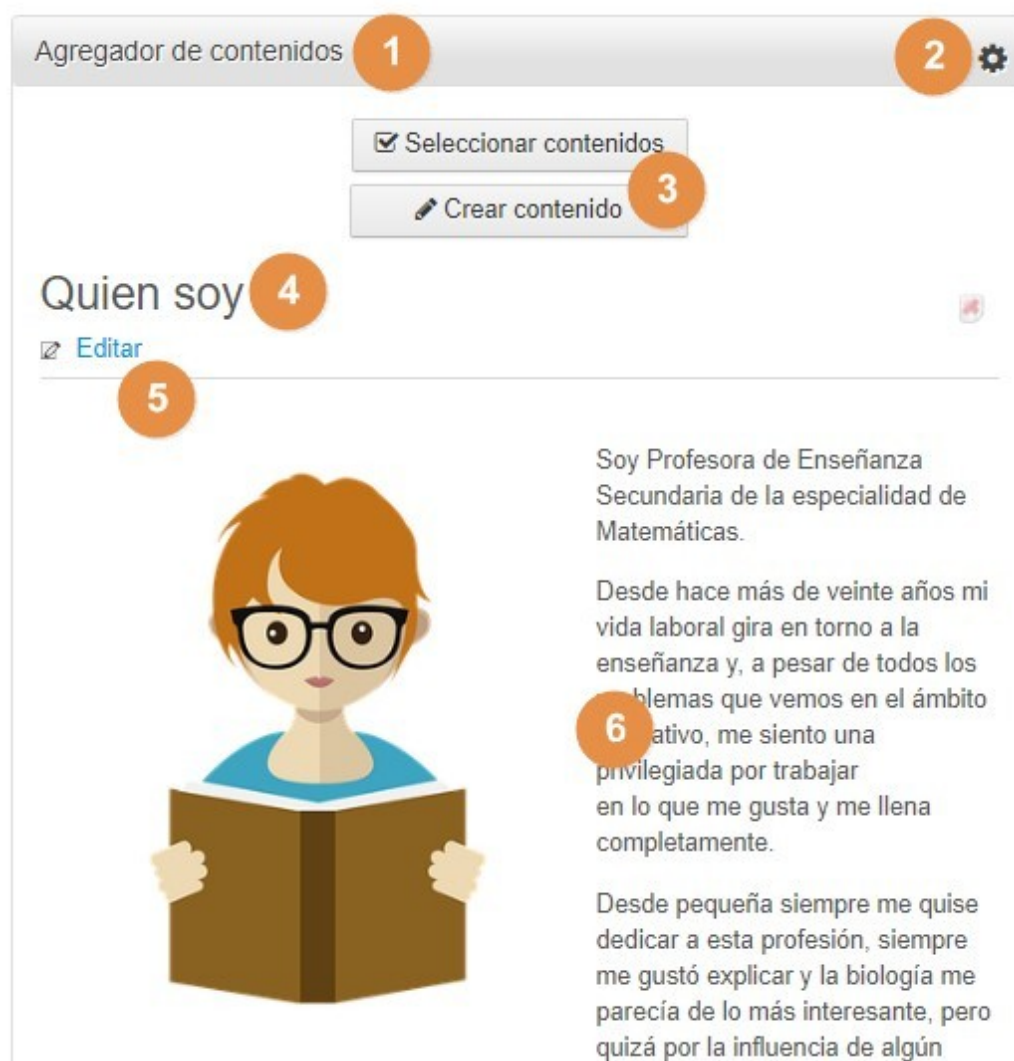 Agregador de contenidos 1
2
Seleccionar contenidos
3
Crear contenido
Quien soy 4
Editar
5
Soy Profesora de Enseñanza
Secundaria de la especialidad de
Matemáticas.
Desde hace más de veinte años mi
vida laboral gira en torno a la
enseñanza y, a pesar de todos los
que vemos en el ámbito
6
me siento una
privilegiada por trabajar
en lo que me gusta y me llena
completamente.
Desde pequeña siempre me quise
dedicar a esta profesión, siempre
me gustó explicar y la biología me
parecía de lo más interesante, pero
quizá por la influencia de algún